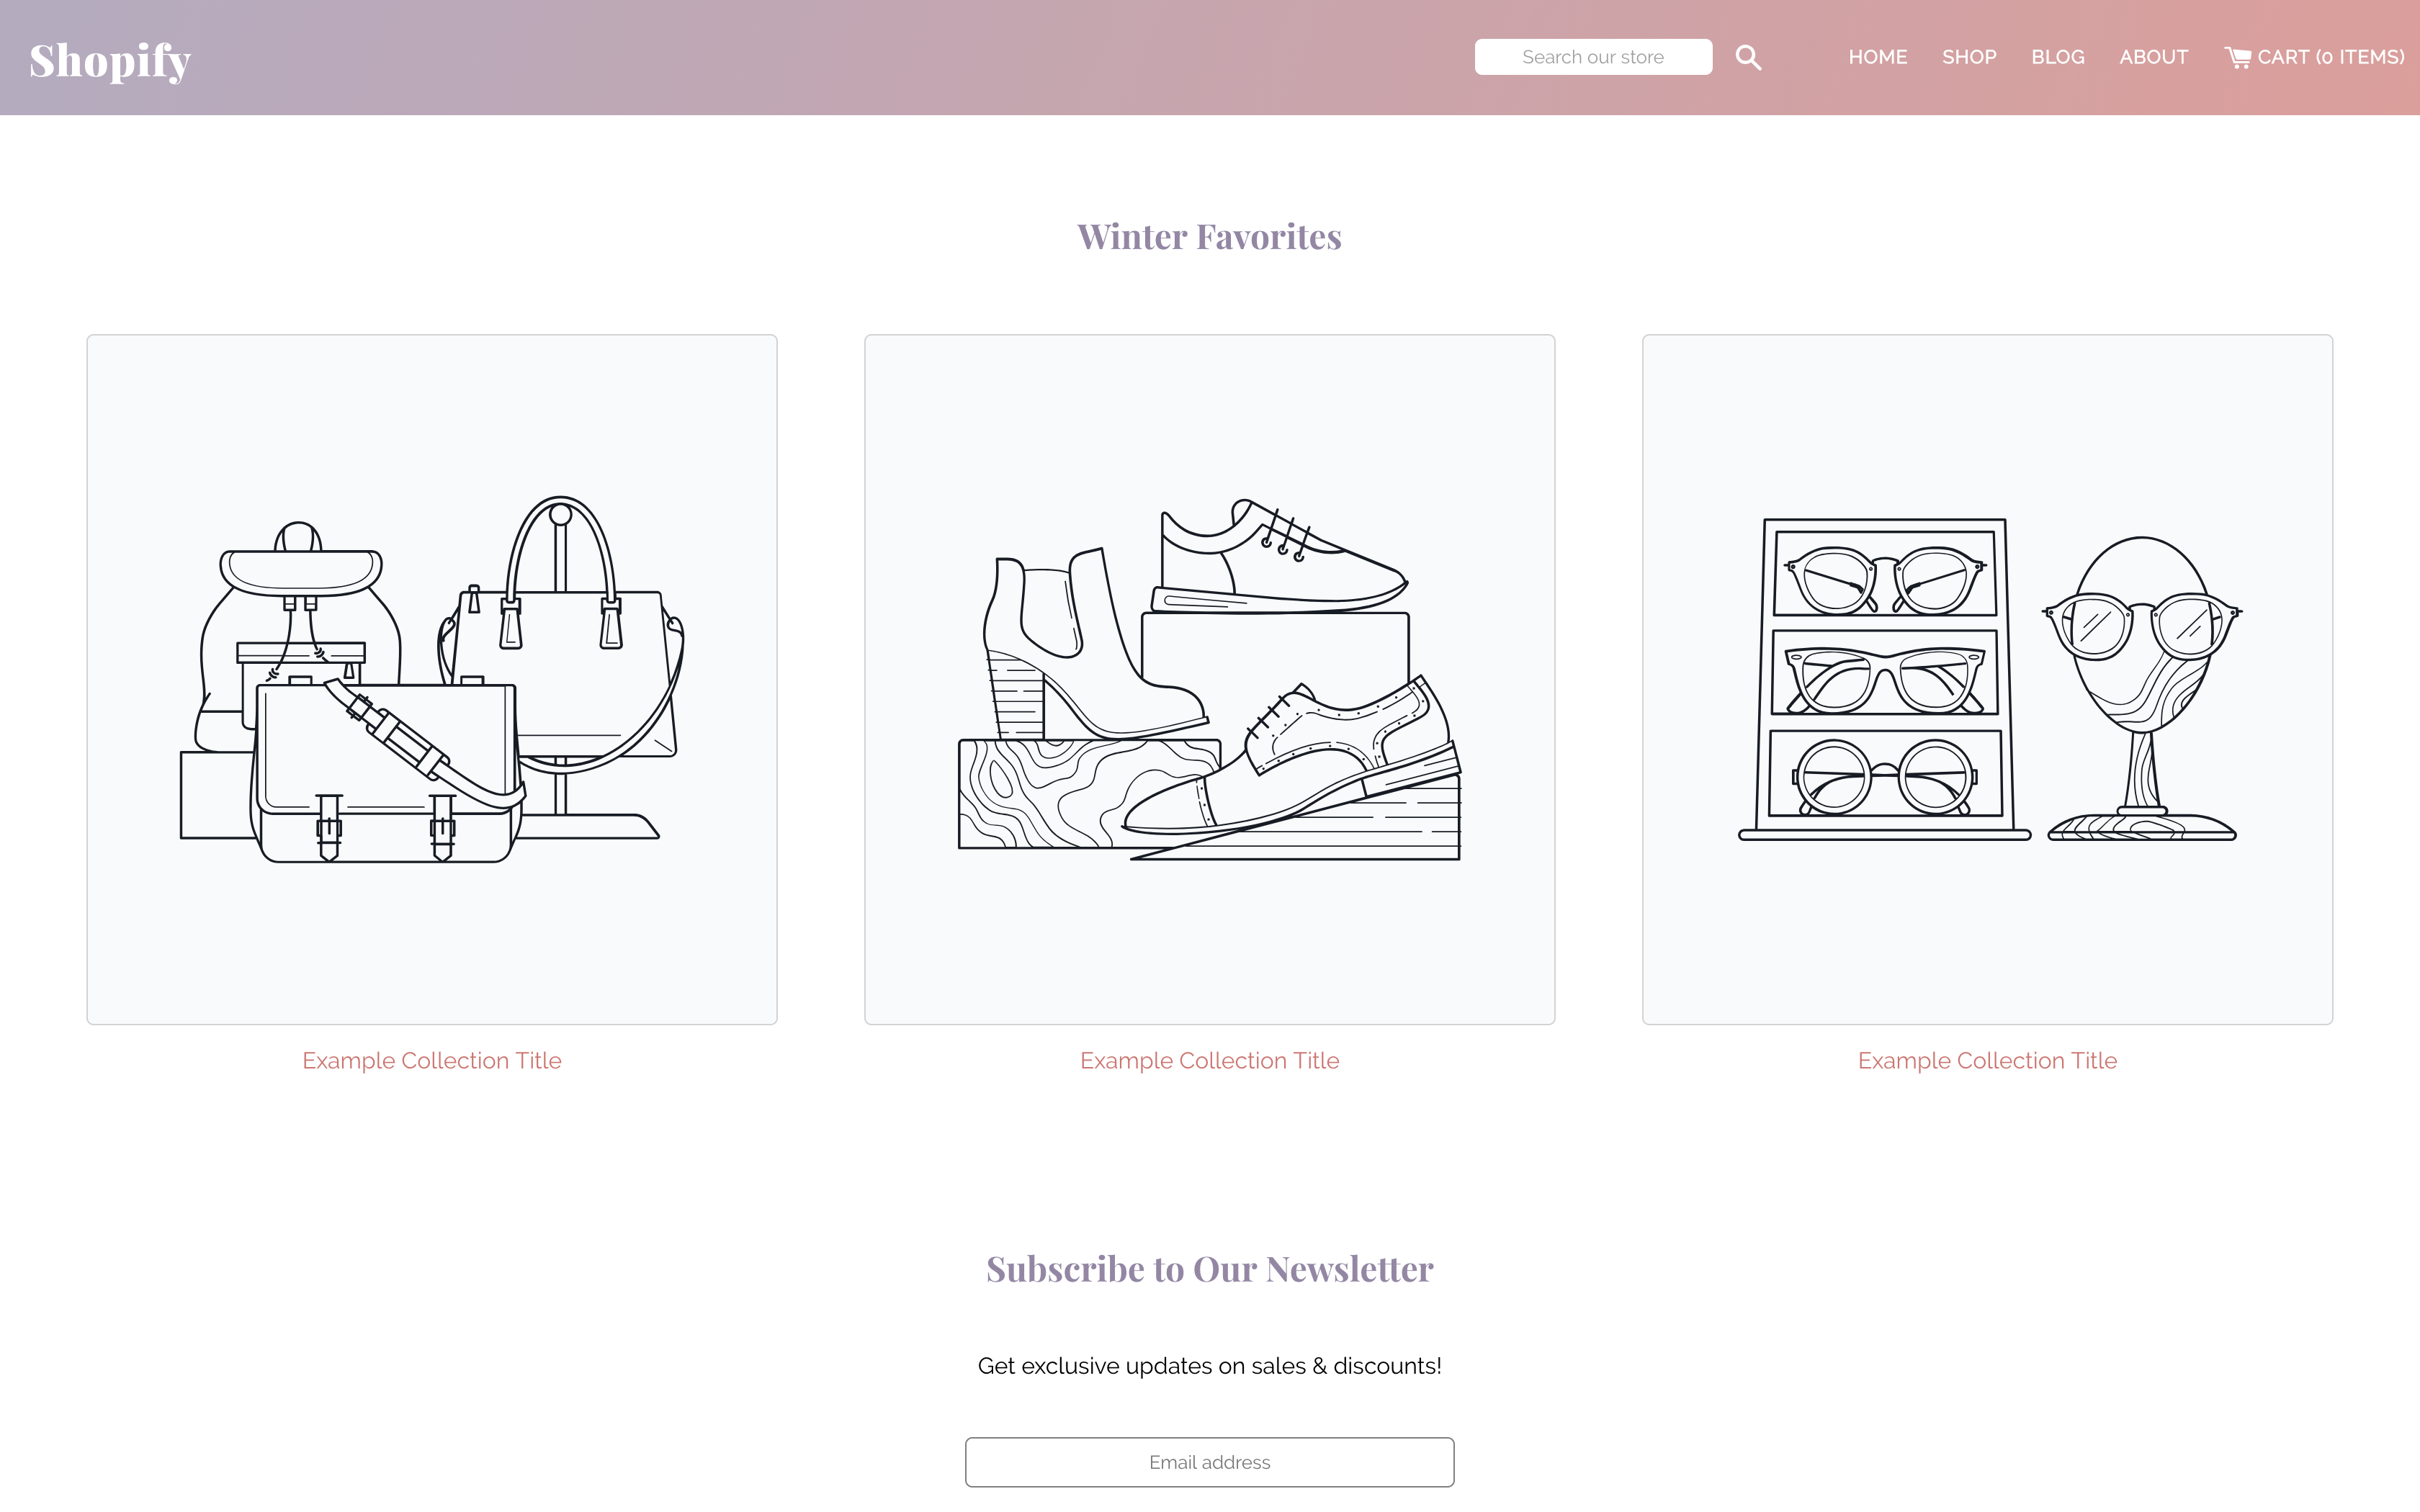 Shopify
Search our store
HOME SHOP BLOG ABOUT CART (0 ITEMS)
Winter Favorites
Example Collection Title
Example Collection Title
Example Collection Title
Subscribe to Our Newsletter
Get exclusive updates on sales & discounts!
Email address